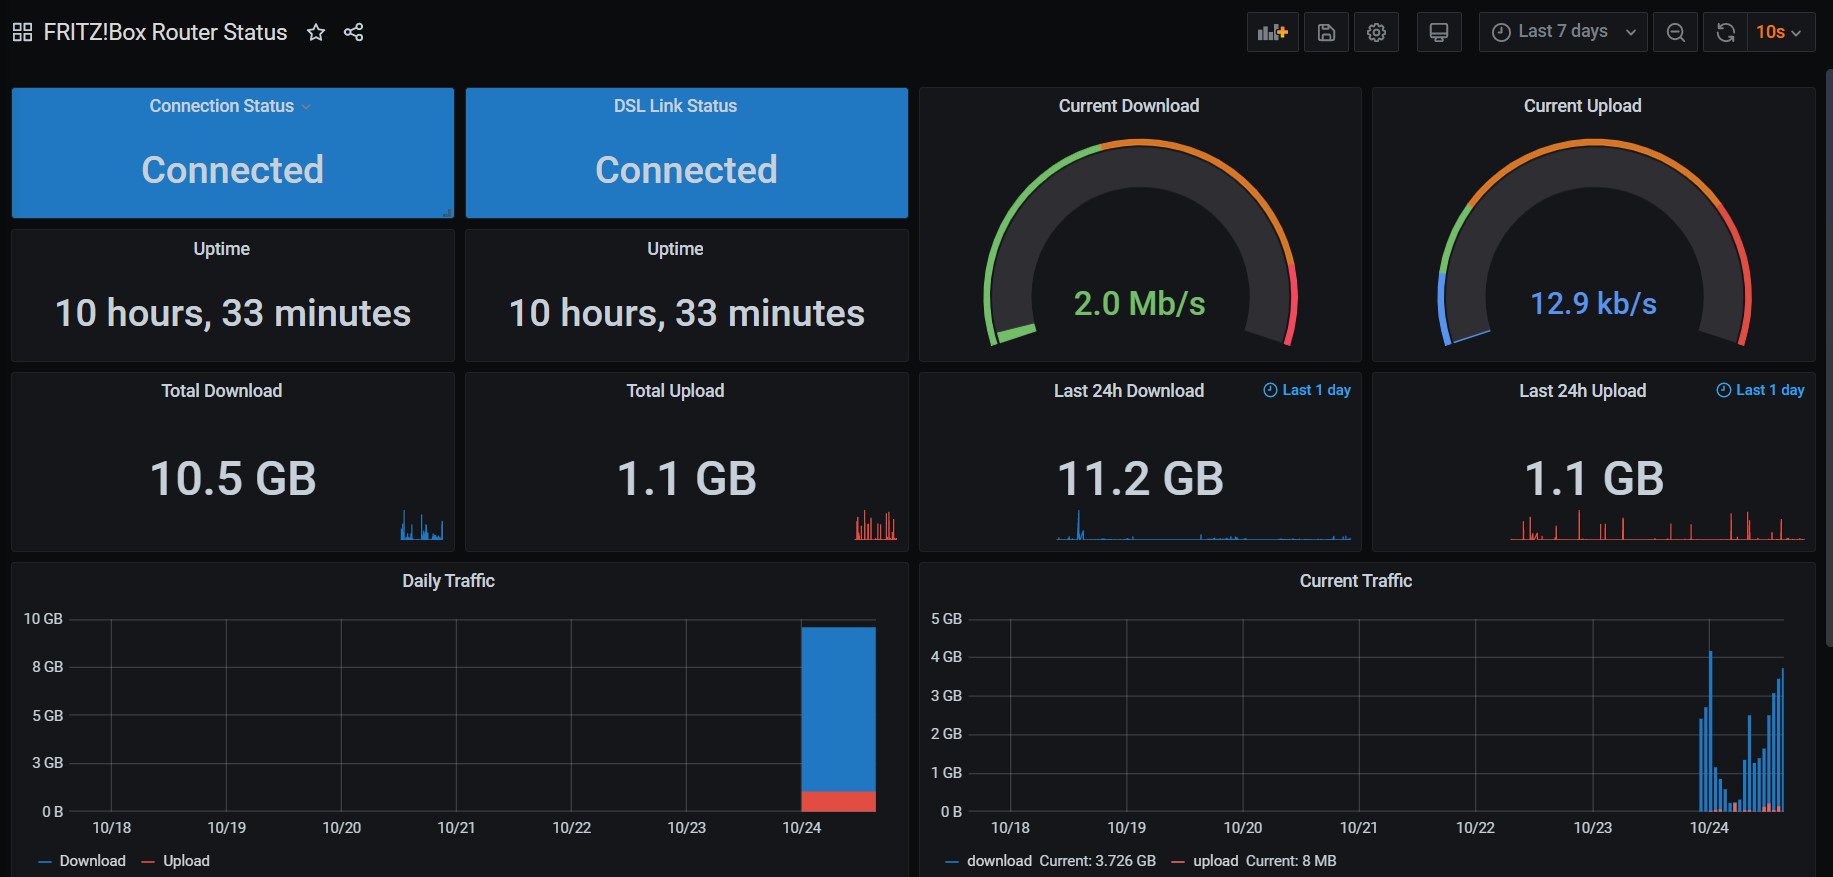 FRITZ!Box Router Status
Last 7 days
10s
Connection Status
Connected
DSL Link Status
Connected
Current Download
2.0 Mb/s
Current Upload
12.9 kb/s
Uptime
10 hours, 33 minutes
Uptime
10 hours, 33 minutes
Total Download
10.5 GB
Total Upload
1.1 GB
Last 24h Download
Last 1 day
11.2 GB
Last 24h Upload
Last 1 day
1.1 GB
Daily Traffic
10 GB
8 GB
5 GB
3 GB
0 B
10/18 10/19 10/20 10/21 10/22 10/23 10/24
Download Upload
Current Traffic
5 GB
4 GB
3 GB
2 GB
1 GB
0 B
10/18 10/19 10/20 10/21 10/22 10/23 10/24
download Current: 3.726 GB upload Current: 8 MB